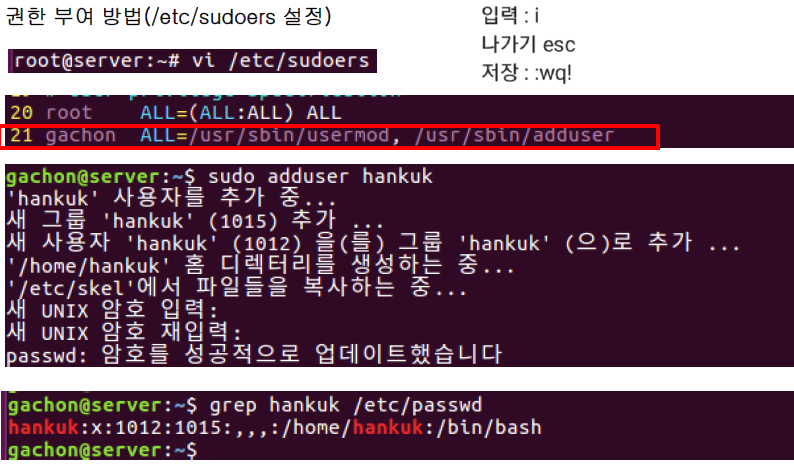 권한 부여 방법(/etc/sudoers 설정)
입력 : i
나가기 esc
저장 : :wq!
root@server:~# vi /etc/sudoers
20 root    ALL=(ALL:ALL) ALL
21 gachon  ALL=/usr/sbin/usermod, /usr/sbin/adduser
gachon@server:~$ sudo adduser hankuk
'hankuk' 사용자를 추가 중...
새 그룹 'hankuk' (1015) 추가 ...
새 사용자 'hankuk' (1012) 을(를) 그룹 'hankuk' (으)로 추가 ...
'/home/hankuk' 홈 디렉터리를 생성하는 중...
'/etc/skel'에서 파일들을 복사하는 중...
새 UNIX 암호 입력:
새 UNIX 암호 재입력:
passwd: 암호를 성공적으로 업데이트했습니다
gachon@server:~$ grep hankuk /etc/passwd
hankuk:x:1012:1015:,,,:/home/hankuk:/bin/bash
gachon@server:~$